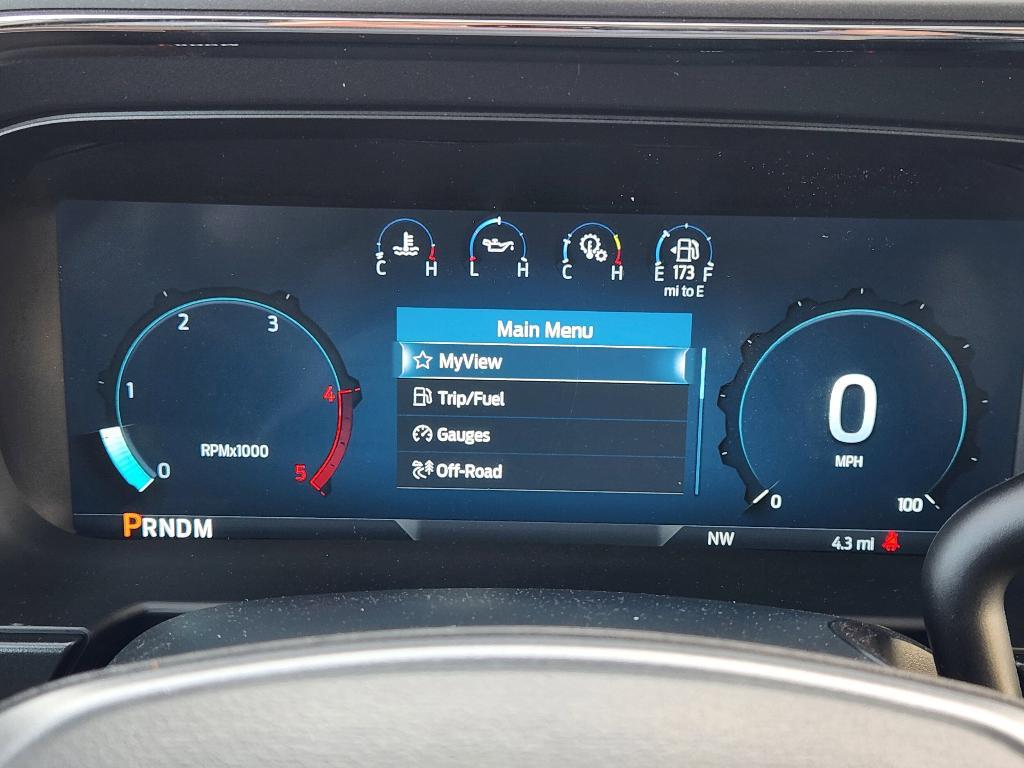 C H
L H
C H
E 173 F
mi to E
Main Menu
MyView
Trip/Fuel
Gauges
Off-Road
0
1
2
3
4
5
RPMx1000
0
MPH
0
100
PRNDM
NW
4.3 mi